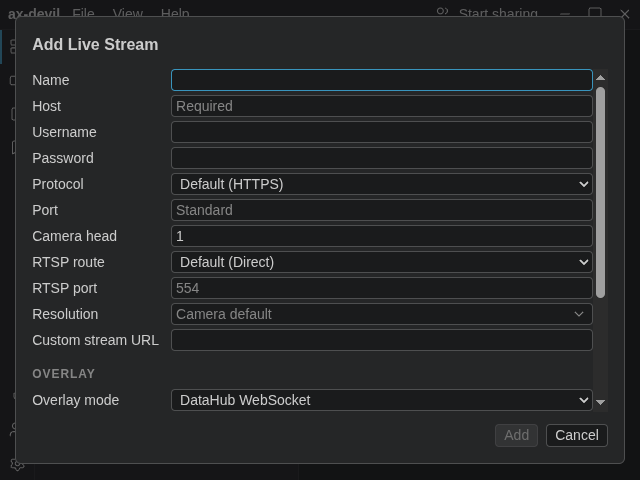 ax-devil File View Help Start sharing
Add Live Stream
Name
Host Required
Username
Password
Protocol Default (HTTPS)
Port Standard
Camera head 1
RTSP route Default (Direct)
RTSP port 554
Resolution Camera default
Custom stream URL
OVERLAY
Overlay mode DataHub WebSocket
Add Cancel